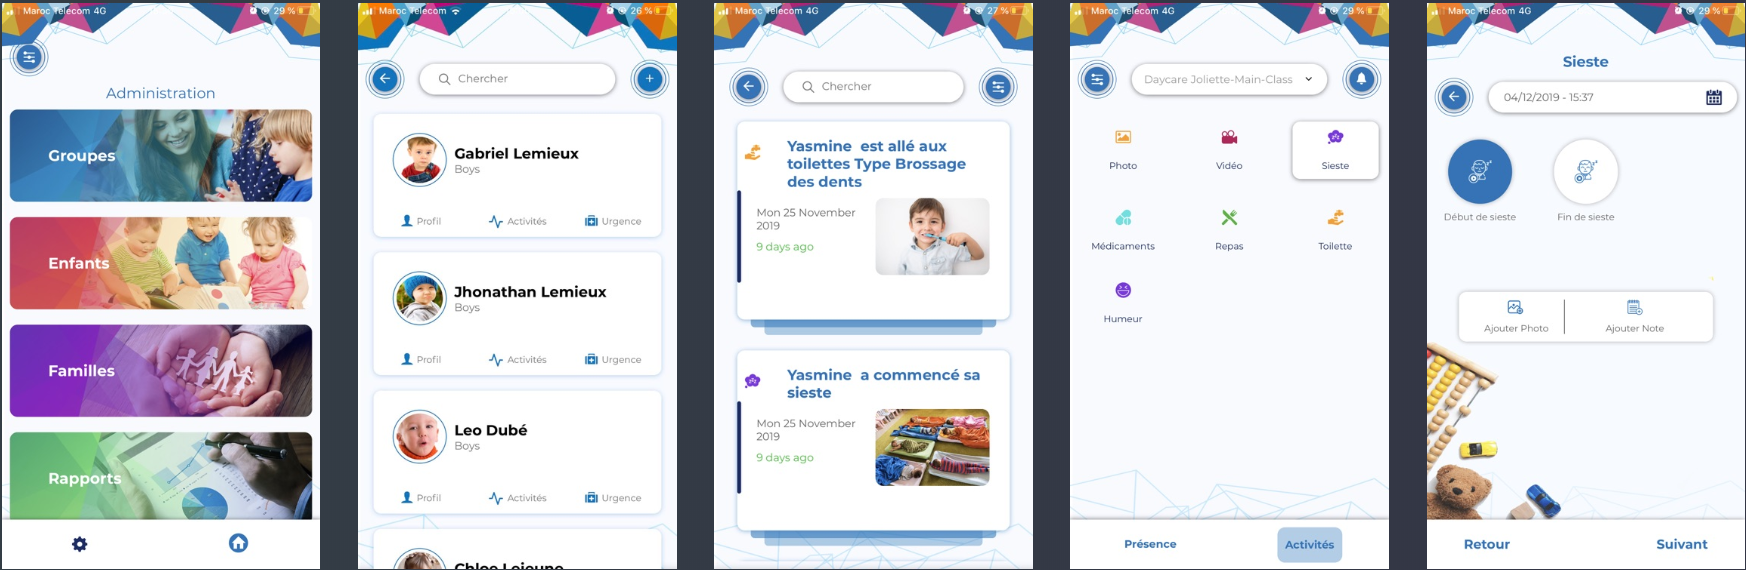 Maroc Telecom 4G
29 %
Administration
Groupes
Enfants
Familles
Rapports
Maroc Telecom
26 %
Chercher
Gabriel Lemieux
Boys
Profil
Activités
Urgence
Jhonathan Lemieux
Boys
Profil
Activités
Urgence
Leo Dubé
Boys
Profil
Activités
Urgence
Chloe Lejeune
Maroc Telecom 4G
27 %
Chercher
Yasmine est allé aux
toilettes Type Brossage
des dents
Mon 25 November
2019
9 days ago
Yasmine a commencé sa
sieste
Mon 25 November
2019
9 days ago
Maroc Telecom 4G
29 %
Daycare Joliette-Main-Class
Photo
Vidéo
Sieste
Médicaments
Repas
Toilette
Humeur
Présence
Activités
Maroc Telecom 4G
29 %
Sieste
04/12/2019 - 15:37
Début de sieste
Fin de sieste
Ajouter Photo
Ajouter Note
Retour
Suivant